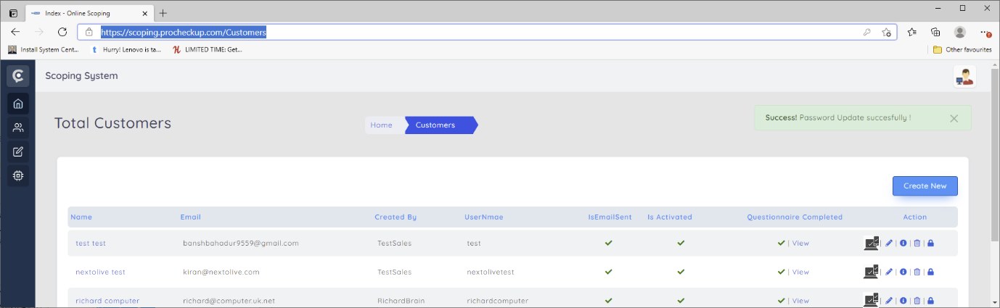 Index - Online Scoping
https://scoping.procheckup.com/Customers
Install System Cent... Hurry! Lenovo is ta... LIMITED TIME: Get... Other favourites
Scoping System
Total Customers
Home Customers
Success! Password Update succesfully !
Create New
Name Email Created By UserNmae IsEmailSent Is Activated Questionnaire Completed Action
test test banshbahadur9559@gmail.com TestSales test | View | | | |
nextolive test kiran@nextolive.com TestSales nextolivetest | View | | | |
richard computer richard@computer.uk.net RichardBrain richardcomputer | View | | | |